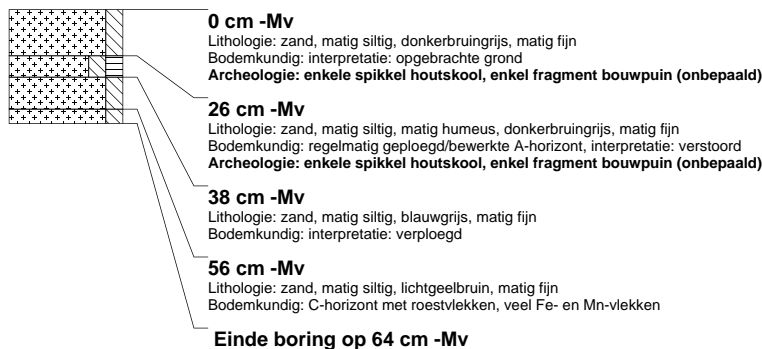 0 cm -Mv
Lithologie: zand, matig siltig, donkerbruingrijs, matig fijn
Bodemkundig: interpretatie: opgebrachte grond
Archeologie: enkele spikkel houtskool, enkel fragment bouwpuin (onbepaald)
26 cm -Mv
Lithologie: zand, matig siltig, matig humeus, donkerbruingrijs, matig fijn
Bodemkundig: regelmatig geploegd/bewerkte A-horizont, interpretatie: verstoord
Archeologie: enkele spikkel houtskool, enkel fragment bouwpuin (onbepaald)
38 cm -Mv
Lithologie: zand, matig siltig, blauwgrijs, matig fijn
Bodemkundig: interpretatie: verploegd
56 cm -Mv
Lithologie: zand, matig siltig, lichtgeelbruin, matig fijn
Bodemkundig: C-horizont met roestvlekken, veel Fe- en Mn-vlekken
Einde boring op 64 cm -Mv